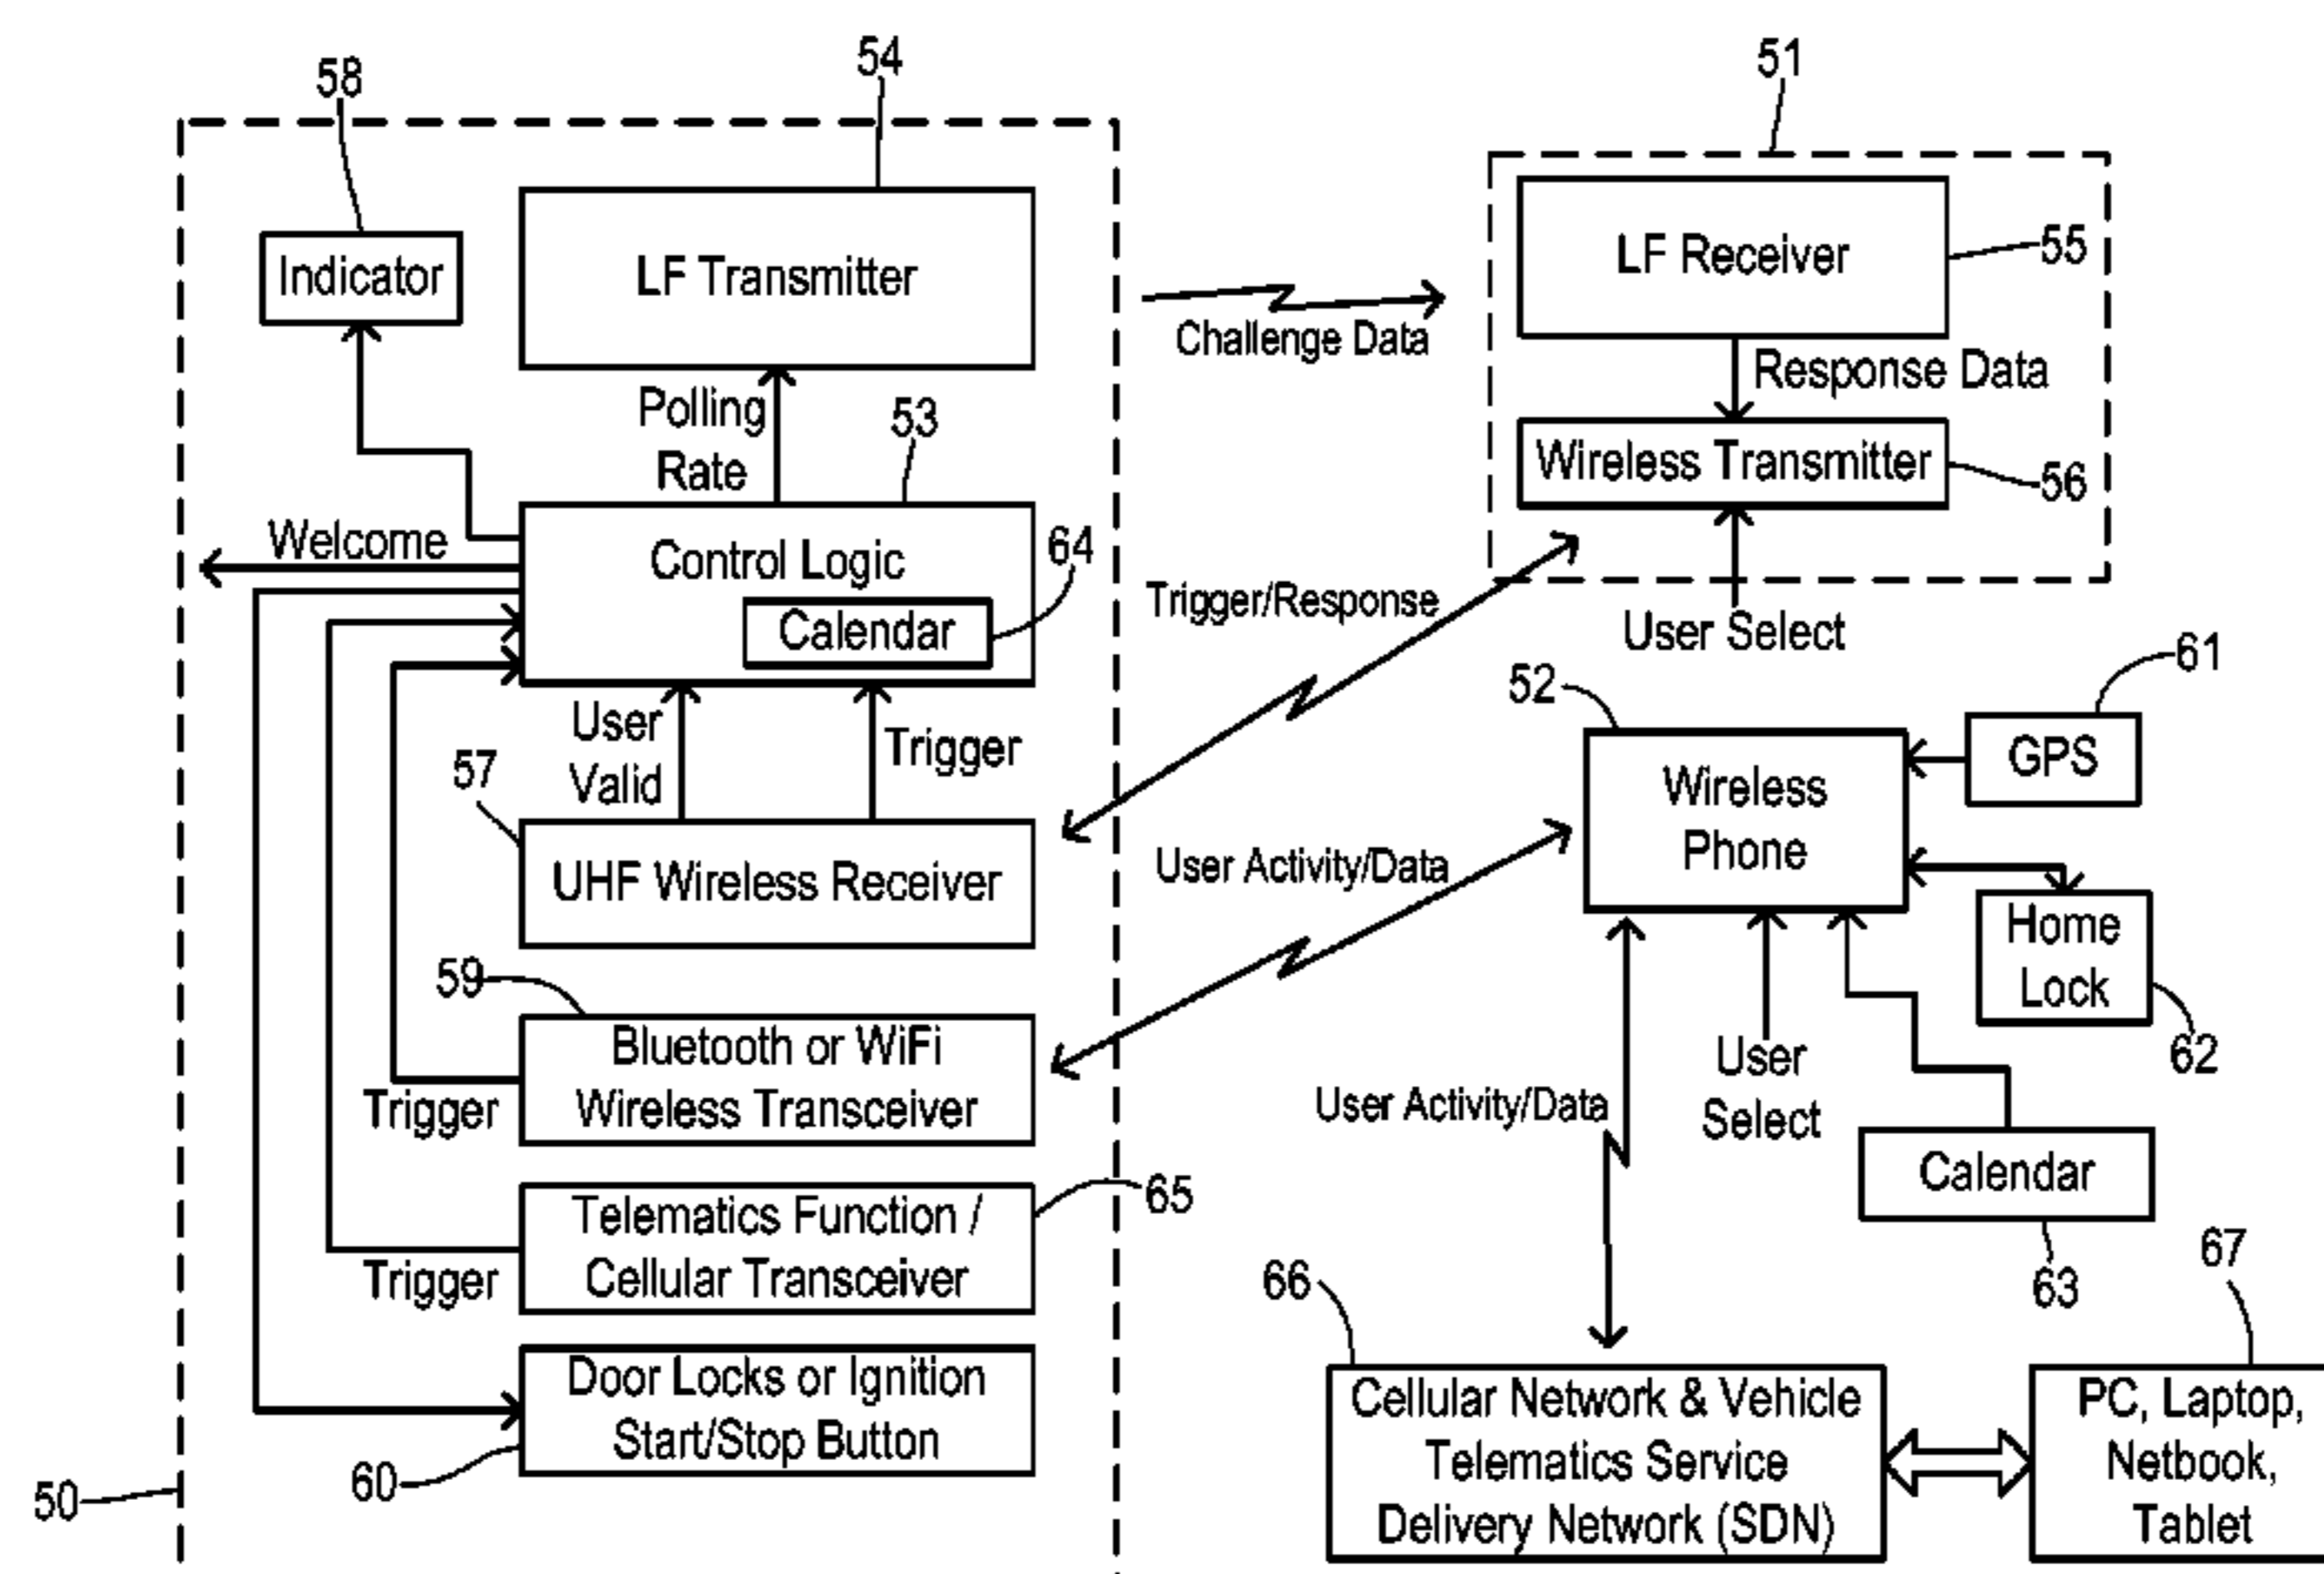 58
54
51
Indicator
LF Transmitter
LF Receiver
55
Challenge Data
Response Data
Polling
Rate
53
Wireless Transmitter
56
Welcome
Control Logic
64
Calendar
Trigger/Response
User Select
61
52
User
Valid
Trigger
57
GPS
Wireless
Phone
UHF Wireless Receiver
User Activity/Data
Home
Lock
62
59
Bluetooth or WiFi
Wireless Transceiver
Trigger
User
Select
User Activity/Data
Calendar
63
65
Telematics Function /
Cellular Transceiver
Trigger
66
67
Door Locks or Ignition
Start/Stop Button
60
50
Cellular Network & Vehicle
Telematics Service
Delivery Network (SDN)
PC, Laptop,
Netbook,
Tablet